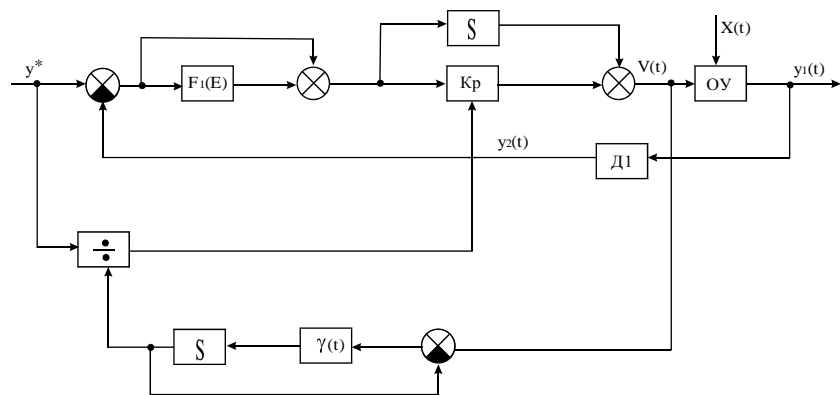 S
X(t)
y*
V(t)
y₁(t)
F₁(E)
Кр
ОУ
y₂(t)
Д1
÷
S
γ(t)